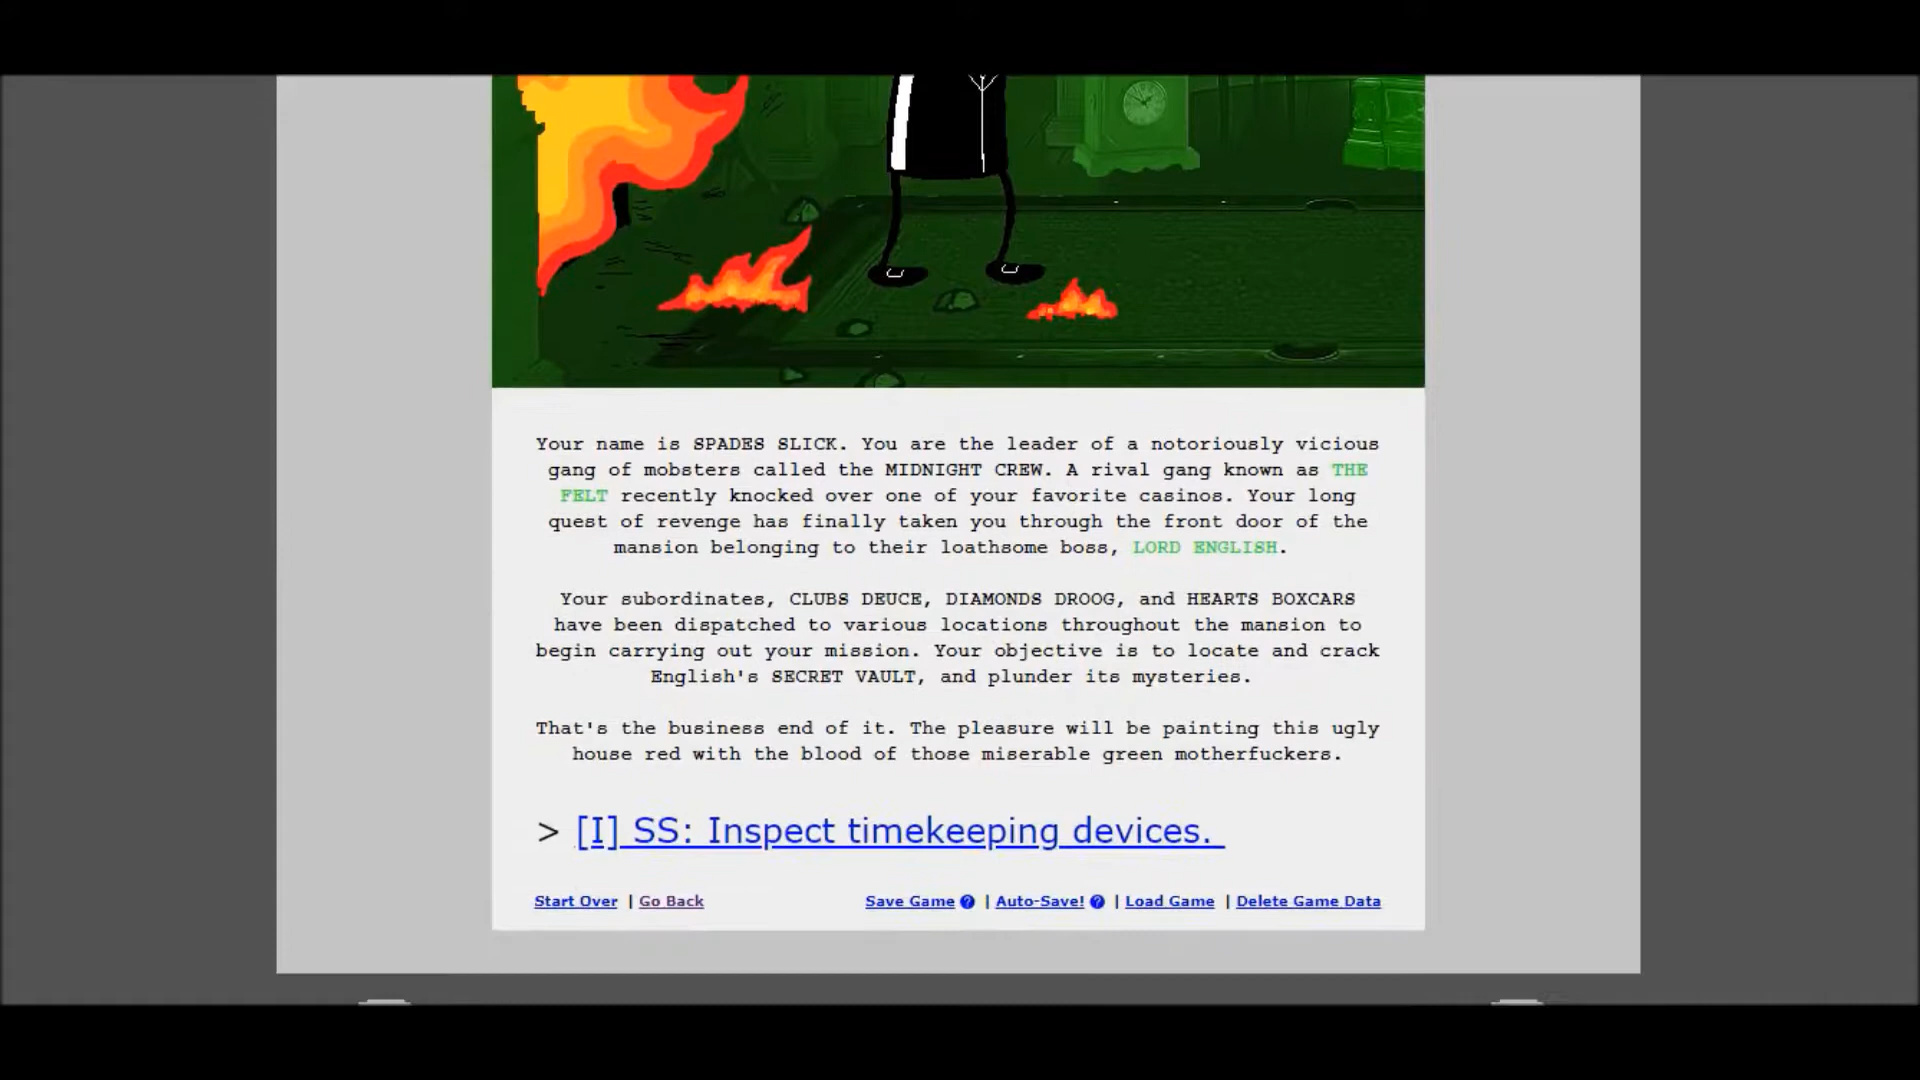 Your name is SPADES SLICK. You are the leader of a notoriously vicious
gang of mobsters called the MIDNIGHT CREW. A rival gang known as THE
FELT recently knocked over one of your favorite casinos. Your long
quest of revenge has finally taken you through the front door of the
mansion belonging to their loathsome boss, LORD ENGLISH.
Your subordinates, CLUBS DEUCE, DIAMONDS DROOG, and HEARTS BOXCARS
have been dispatched to various locations throughout the mansion to
begin carrying out your mission. Your objective is to locate and crack
English's SECRET VAULT, and plunder its mysteries.
That's the business end of it. The pleasure will be painting this ugly
house red with the blood of those miserable green motherfuckers.
> [I] SS: Inspect timekeeping devices.
Start Over | Go Back Save Game ? | Auto-Save! ? | Load Game | Delete Game Data